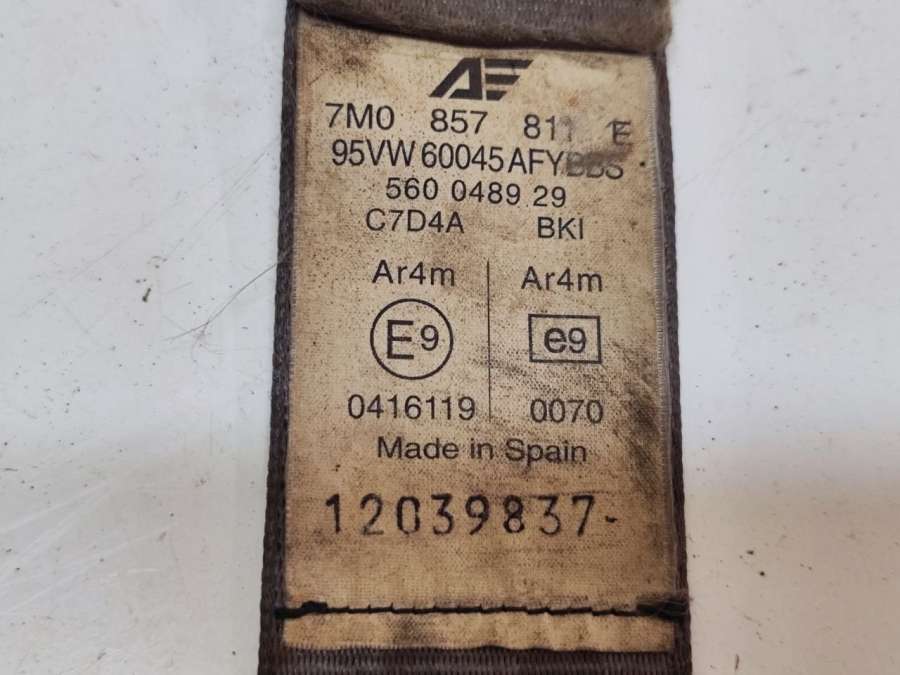 AE
7M0 857 811 E
95VW 60045 AFYBBS
560 0489 29
C7D4A BKI
Ar4m Ar4m
E9 e9
0416119 0070
Made in Spain
12039837-